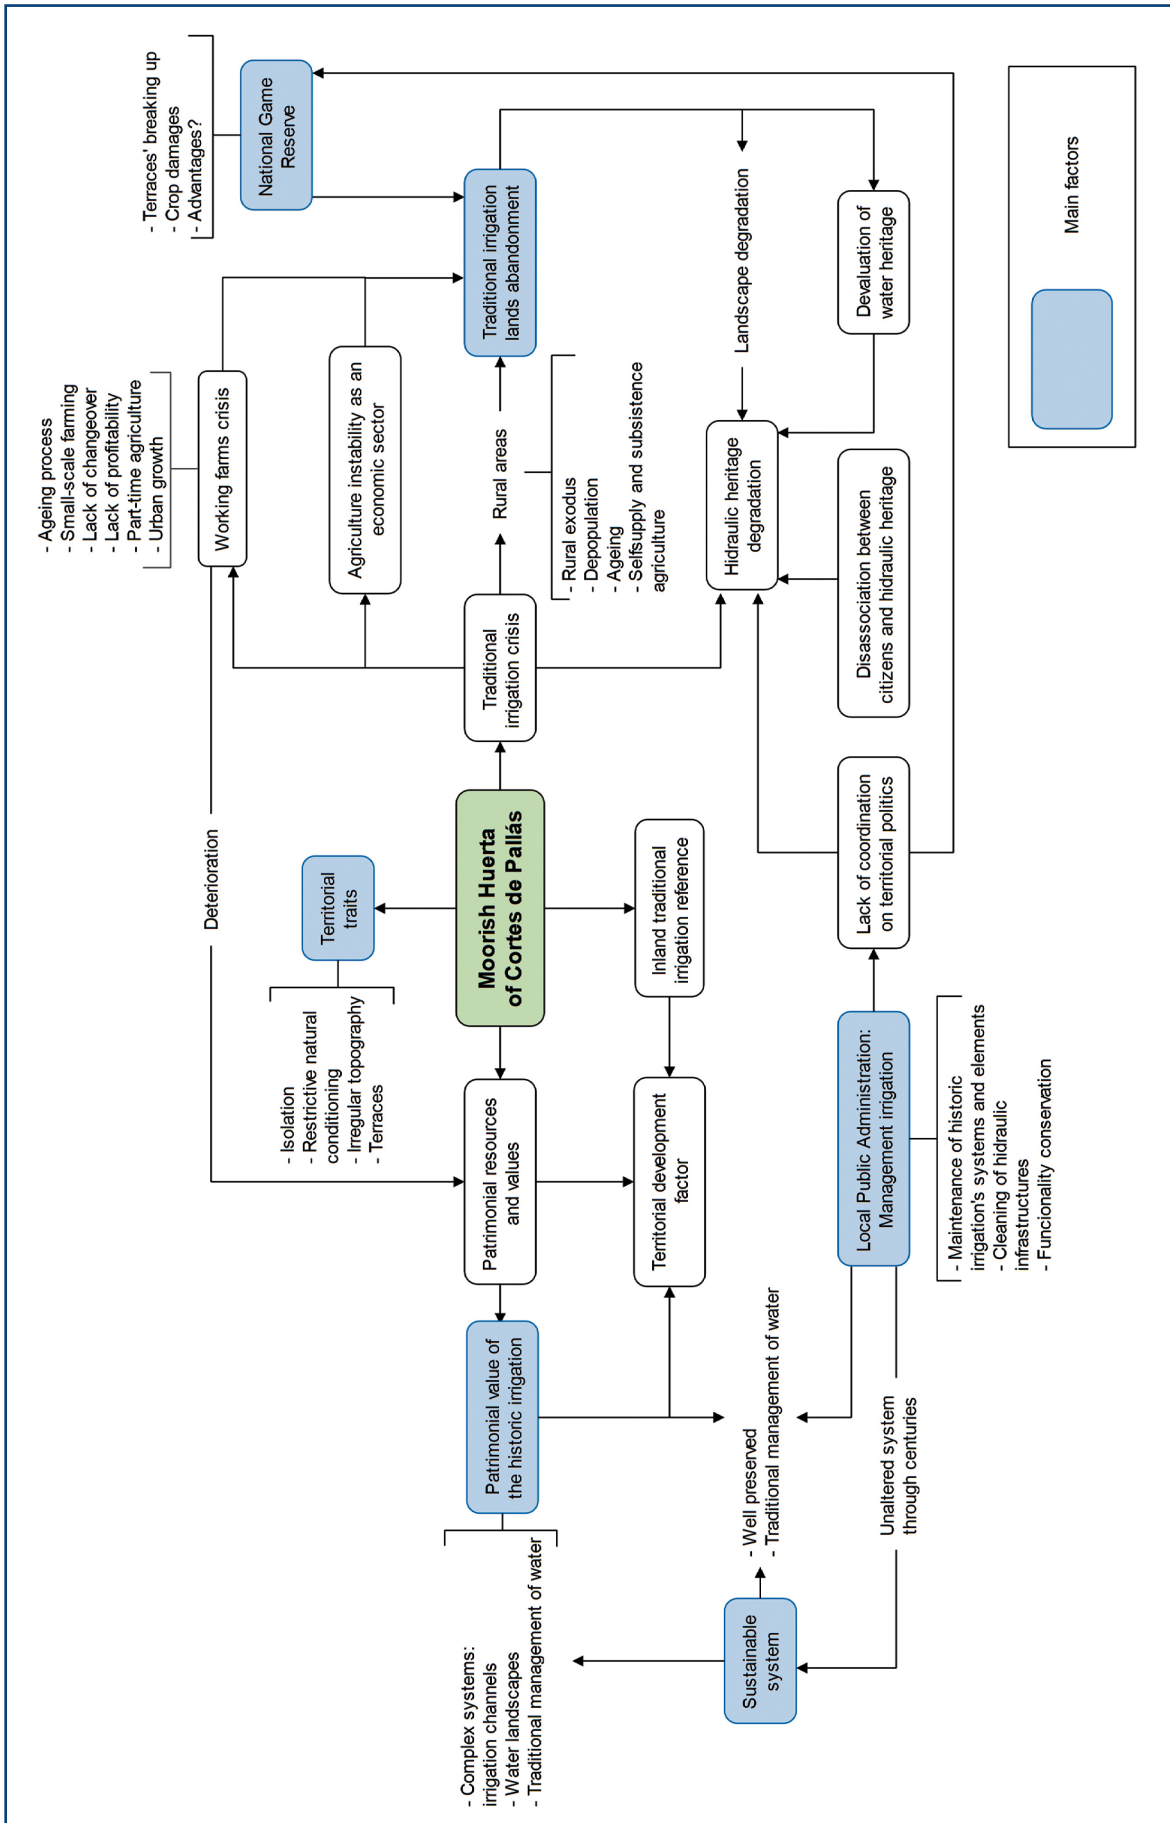 - Ageing process
- Small-scale farming
- Lack of changeover
- Lack of profitability
- Part-time agriculture
- Urban growth
- Terraces' breaking up
- Crop damages
- Advantages?
Deterioration
Working farms crisis
National Game
Reserve
- Isolation
- Restrictive natural
conditioning
- Irregular topography
- Terraces
Territorial
traits
Agriculture instability as an
economic sector
- Complex systems:
irrigation channels
- Water landscapes
- Traditional management of water
Patrimonial value of
the historic irrigation
Patrimonial resources
and values
Moorish Huerta
of Cortes de Pallás
Traditional
irrigation crisis
Rural areas
Traditional irrigation
lands abandonment
- Rural exodus
- Depopulation
- Ageing
- Selfsupply and subsistence
agriculture
Territorial development
factor
Inland traditional
irrigation reference
Sustainable
system
- Well preserved
- Traditional management of water
Hidraulic heritage
degradation
Landscape degradation
Unaltered system
through centuries
Local Public Administration:
Management irrigation
Lack of coordination
on territorial politics
Disassociation between
citizens and hidraulic heritage
Devaluation of
water heritage
- Maintenance of historic
irrigation's systems and elements
- Cleaning of hidraulic
infrastructures
- Funcionality conservation
Main factors